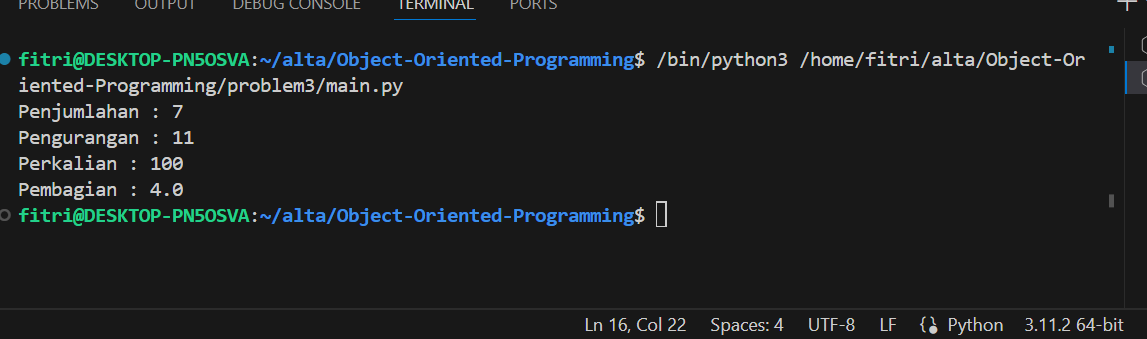 PROBLEMS OUTPUT DEBUG CONSOLE TERMINAL PORTS
fitri@DESKTOP-PN5OSVA:~/alta/Object-Oriented-Programming$ /bin/python3 /home/fitri/alta/Object-Or
iented-Programming/problem3/main.py
Penjumlahan : 7
Pengurangan : 11
Perkalian : 100
Pembagian : 4.0
fitri@DESKTOP-PN5OSVA:~/alta/Object-Oriented-Programming$
Ln 16, Col 22 Spaces: 4 UTF-8 LF Python 3.11.2 64-bit